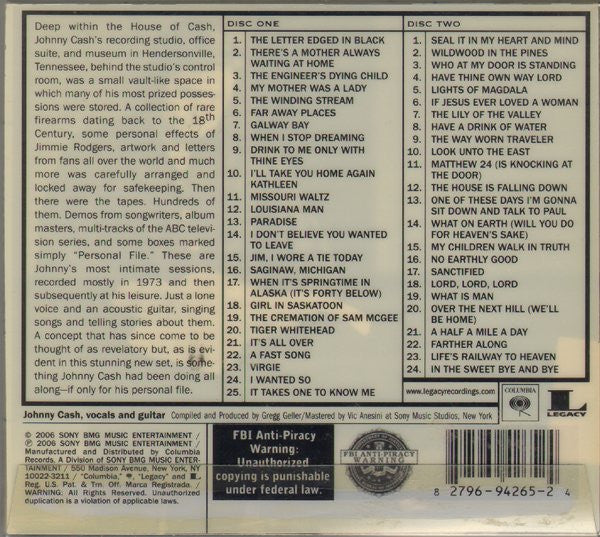 Deep within the House of Cash,
Johnny Cash's recording studio, office
suite, and museum in Hendersonville,
Tennessee, behind the studio's control
room, was a small vault-like space in
which many of his most prized posses-
sions were stored. A collection of rare
firearms dating back to the 18th
Century, some personal effects of
Jimmie Rodgers, artwork and letters
from fans all over the world and much
more was carefully arranged and
locked away for safekeeping. Then
there were the tapes. Hundreds of
them. Demos from songwriters, album
masters, multi-tracks of the ABC televi-
sion series, and some boxes marked
simply "Personal File." These are
Johnny's most intimate sessions,
recorded mostly in 1973 and then
subsequently at his leisure. Just a lone
voice and an acoustic guitar, singing
songs and telling stories about them.
A concept that has since come to be
thought of as revelatory but, as is evi-
dent in this stunning new set, is some-
thing Johnny Cash had been doing all
along—if only for his personal file.
DISC ONE
1. THE LETTER EDGED IN BLACK
2. THERE'S A MOTHER ALWAYS
WAITING AT HOME
3. THE ENGINEER'S DYING CHILD
4. MY MOTHER WAS A LADY
5. THE WINDING STREAM
6. FAR AWAY PLACES
7. GALWAY BAY
8. WHEN I STOP DREAMING
9. DRINK TO ME ONLY WITH
THINE EYES
10. I'LL TAKE YOU HOME AGAIN
KATHLEEN
11. MISSOURI WALTZ
12. LOUISIANA MAN
13. PARADISE
14. I DON'T BELIEVE YOU WANTED
TO LEAVE
15. JIM, I WORE A TIE TODAY
16. SAGINAW, MICHIGAN
17. WHEN IT'S SPRINGTIME IN
ALASKA (IT'S FORTY BELOW)
18. GIRL IN SASKATOON
19. THE CREMATION OF SAM MCGEE
20. TIGER WHITEHEAD
21. IT'S ALL OVER
22. A FAST SONG
23. VIRGIE
24. I WANTED SO
25. IT TAKES ONE TO KNOW ME
DISC TWO
1. SEAL IT IN MY HEART AND MIND
2. WILDWOOD IN THE PINES
3. WHO AT MY DOOR IS STANDING
4. HAVE THINE OWN WAY LORD
5. LIGHTS OF MAGDALA
6. IF JESUS EVER LOVED A WOMAN
7. THE LILY OF THE VALLEY
8. HAVE A DRINK OF WATER
9. THE WAY WORN TRAVELER
10. LOOK UNTO THE EAST
11. MATTHEW 24 (IS KNOCKING AT
THE DOOR)
12. THE HOUSE IS FALLING DOWN
13. ONE OF THESE DAYS I'M GONNA
SIT DOWN AND TALK TO PAUL
14. WHAT ON EARTH (WILL YOU DO
FOR HEAVEN'S SAKE)
15. MY CHILDREN WALK IN TRUTH
16. NO EARTHLY GOOD
17. SANCTIFIED
18. LORD, LORD, LORD
19. WHAT IS MAN
20. OVER THE NEXT HILL (WE'LL
BE HOME)
21. A HALF A MILE A DAY
22. FARTHER ALONG
23. LIFE'S RAILWAY TO HEAVEN
24. IN THE SWEET BYE AND BYE
www.legacyrecordings.com
COLUMBIA
LEGACY
Johnny Cash, vocals and guitar Compiled and Produced by Gregg Geller/Mastered by Vic Anesini at Sony Music Studios, New York
© 2006 SONY BMG MUSIC ENTERTAINMENT /
℗ 2006 SONY BMG MUSIC ENTERTAINMENT /
Manufactured and Distributed by Columbia
Records, A Division of SONY BMG MUSIC ENTER-
TAINMENT / 550 Madison Avenue, New York, NY
10022-3211 / "Columbia," "Legacy" and L
Reg. U.S. Pat. & Tm. Off. Marca Registrada. /
WARNING: All Rights Reserved. Unauthorized
duplication is a violation of applicable laws.
FBI Anti-Piracy
Warning:
Unauthorized
copying is punishable
under federal law.
FBI ANTI-PIRACY
WARNING
8 2796-94265-2 4